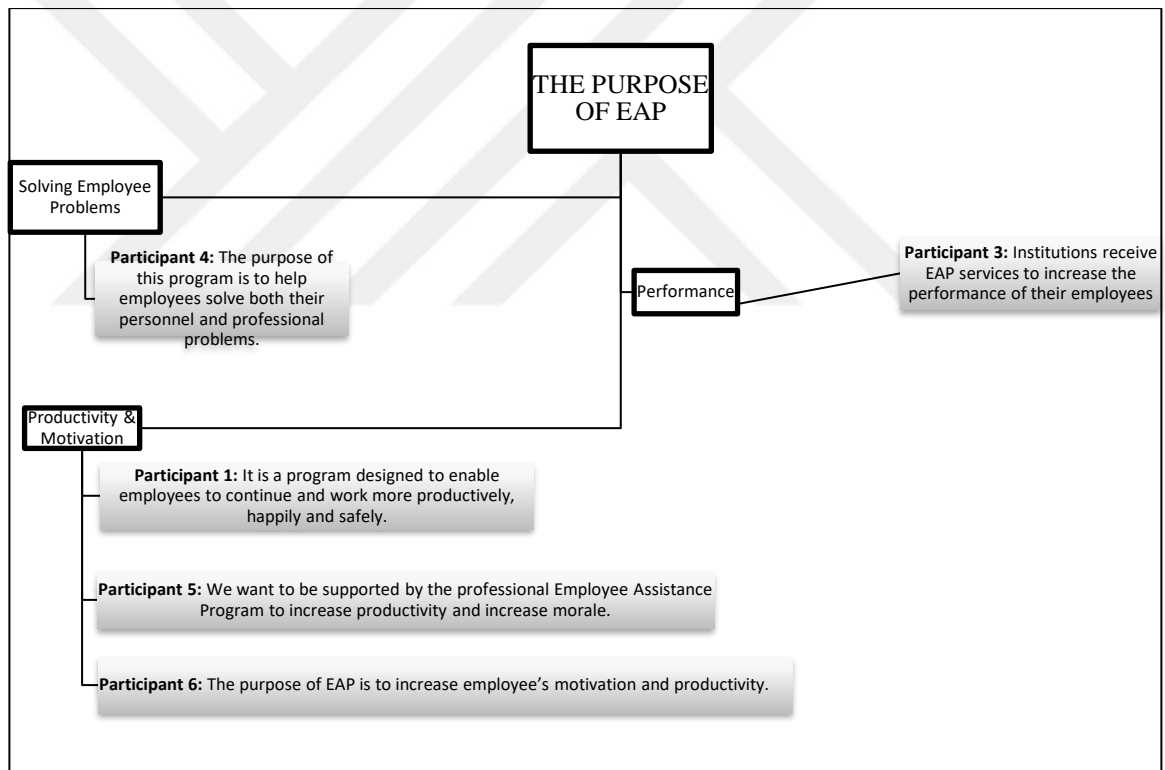 THE PURPOSE
OF EAP
Solving Employee
Problems
Participant 4: The purpose of
this program is to help
employees solve both their
personnel and professional
problems.
Performance
Participant 3: Institutions receive
EAP services to increase the
performance of their employees
Productivity &
Motivation
Participant 1: It is a program designed to enable
employees to continue and work more productively,
happily and safely.
Participant 5: We want to be supported by the professional Employee Assistance
Program to increase productivity and increase morale.
Participant 6: The purpose of EAP is to increase employee’s motivation and productivity.